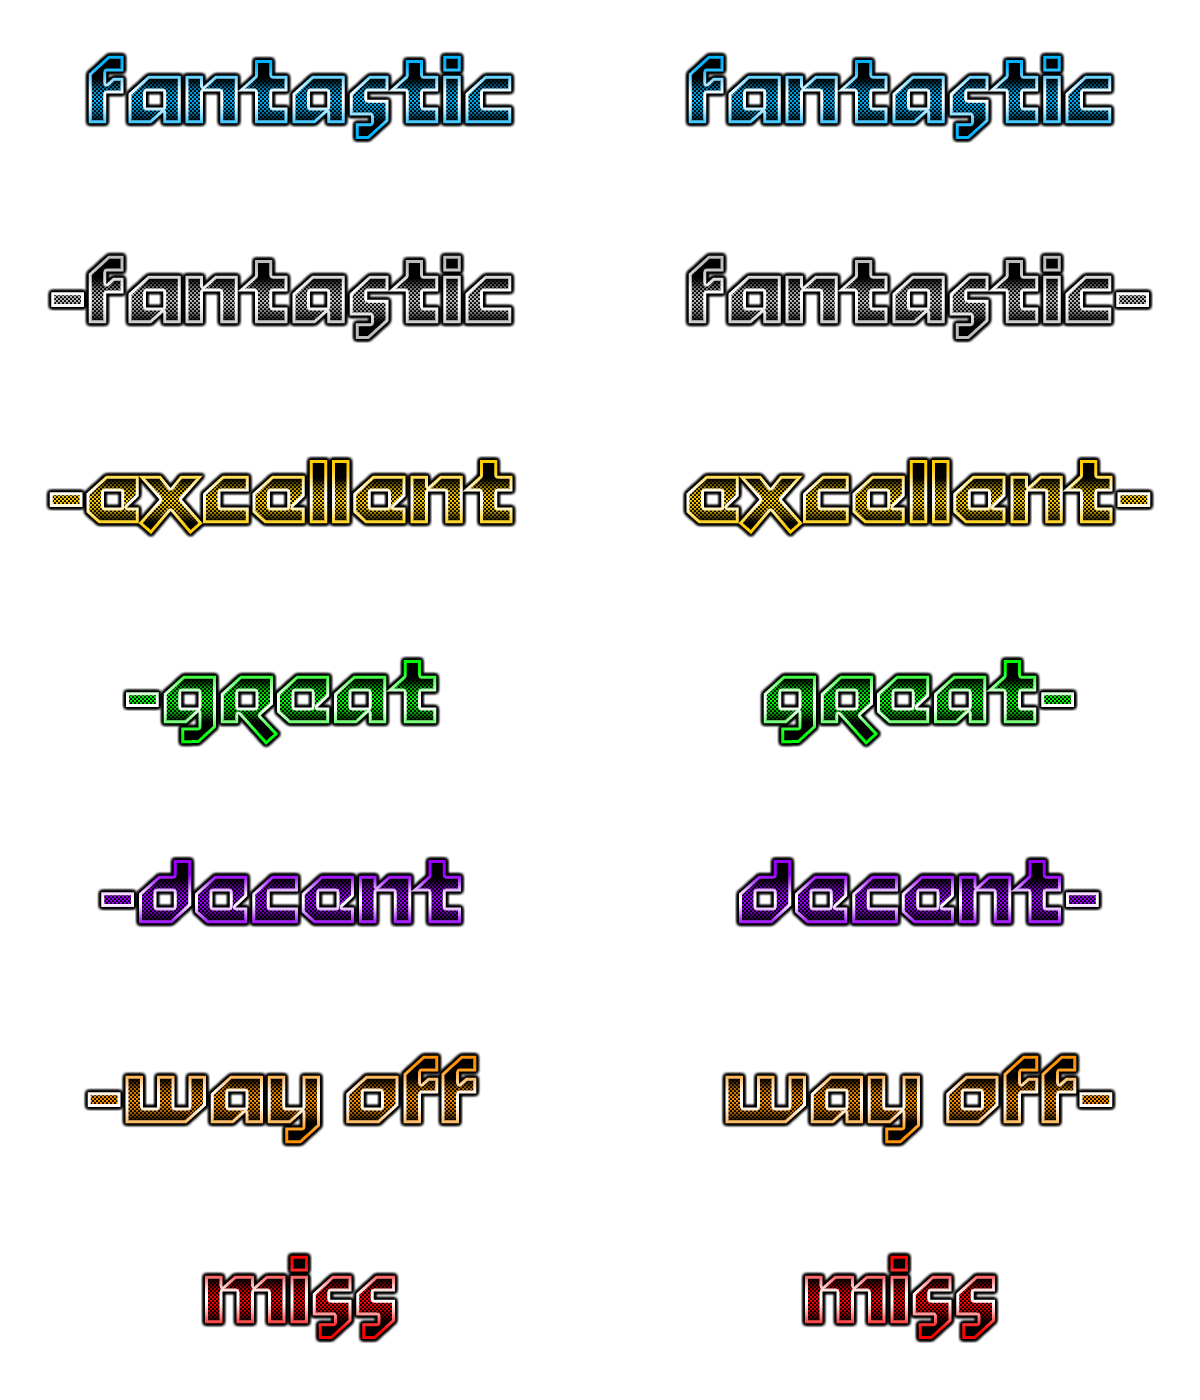 fantastic fantastic
-fantastic fantastic-
-excellent excellent-
-great great-
-decent decent-
-way off way off-
miss miss